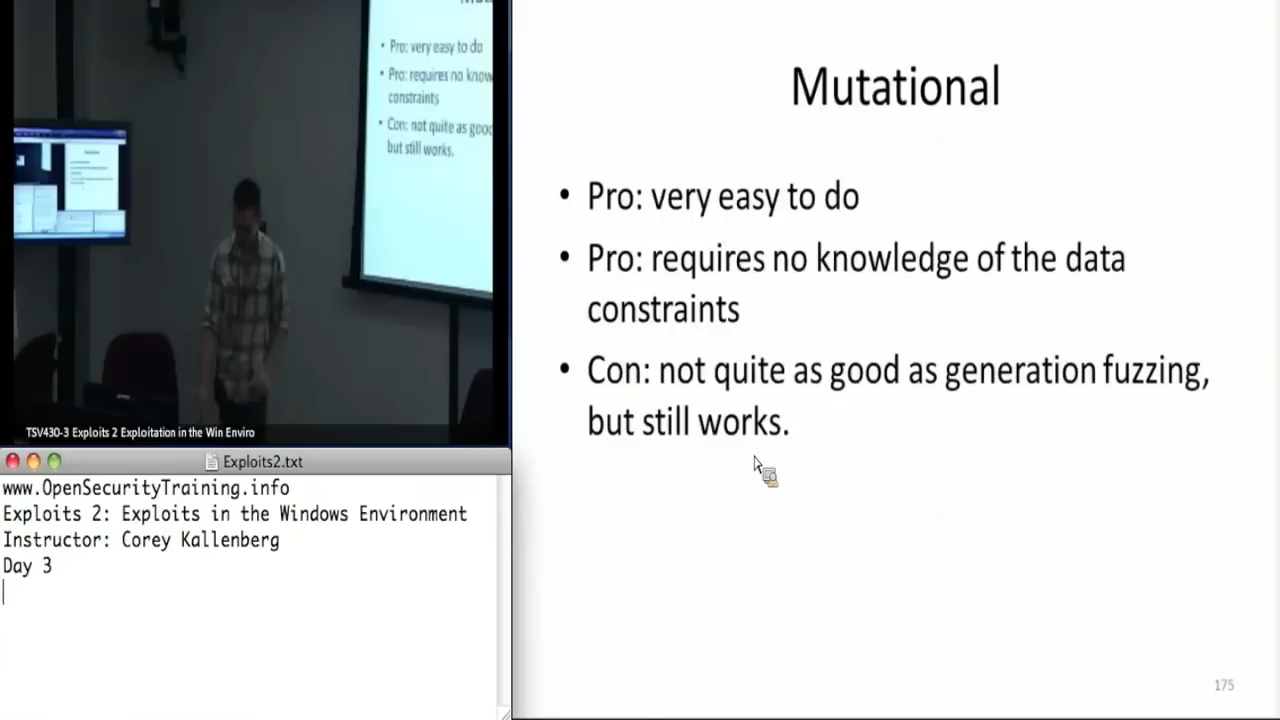 • Pro: very easy to do
• Pro: requires no know
constraints
• Con: not quite as good
but still works.
TSV430-3 Exploits 2 Exploitation in the Win Enviro
Exploits2.txt
www.OpenSecurityTraining.info
Exploits 2: Exploits in the Windows Environment
Instructor: Corey Kallenberg
Day 3
Mutational
• Pro: very easy to do
• Pro: requires no knowledge of the data
constraints
• Con: not quite as good as generation fuzzing,
but still works.
175